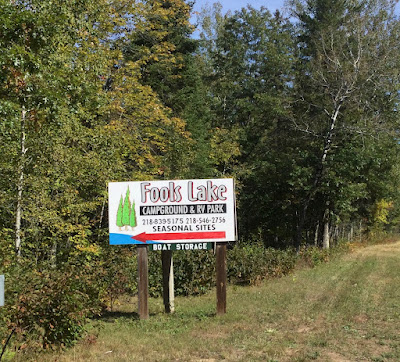 Fools Lake
CAMPGROUND & RV PARK
218-839-5175 218-546-2756
SEASONAL SITES
BOAT STORAGE